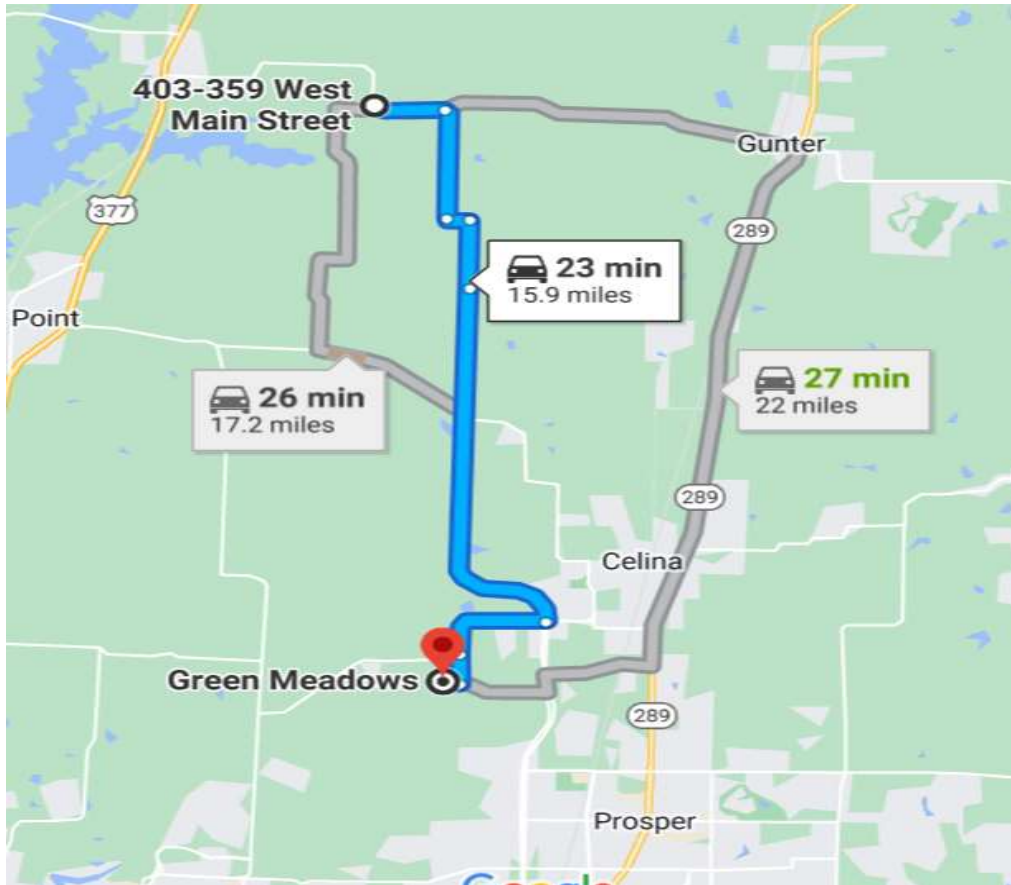 403-359 West
Main Street
Gunter
377
289
23 min
15.9 miles
Point
26 min
17.2 miles
27 min
22 miles
289
Celina
Green Meadows
289
Prosper